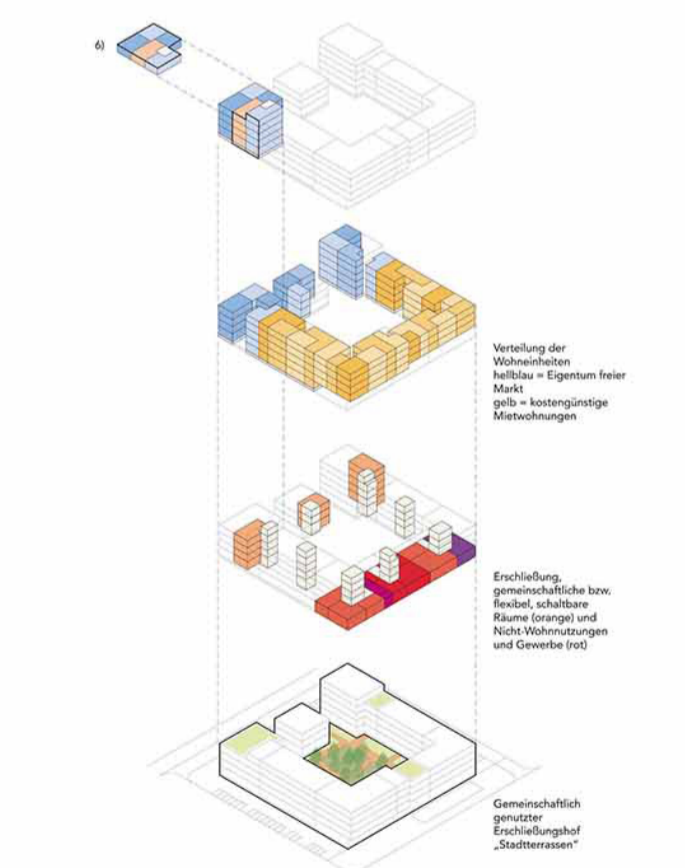 6)
Verteilung der
Wohneinheiten
hellblau = Eigentum freier
Markt
gelb = kostengünstige
Mietwohnungen
Erschließung,
gemeinschaftliche bzw.
flexibel, schaltbare
Räume (orange) und
Nicht-Wohnnutzungen
und Gewerbe (rot)
Gemeinschaftlich
genutzter
Erschließungshof
„Stadtterrassen“